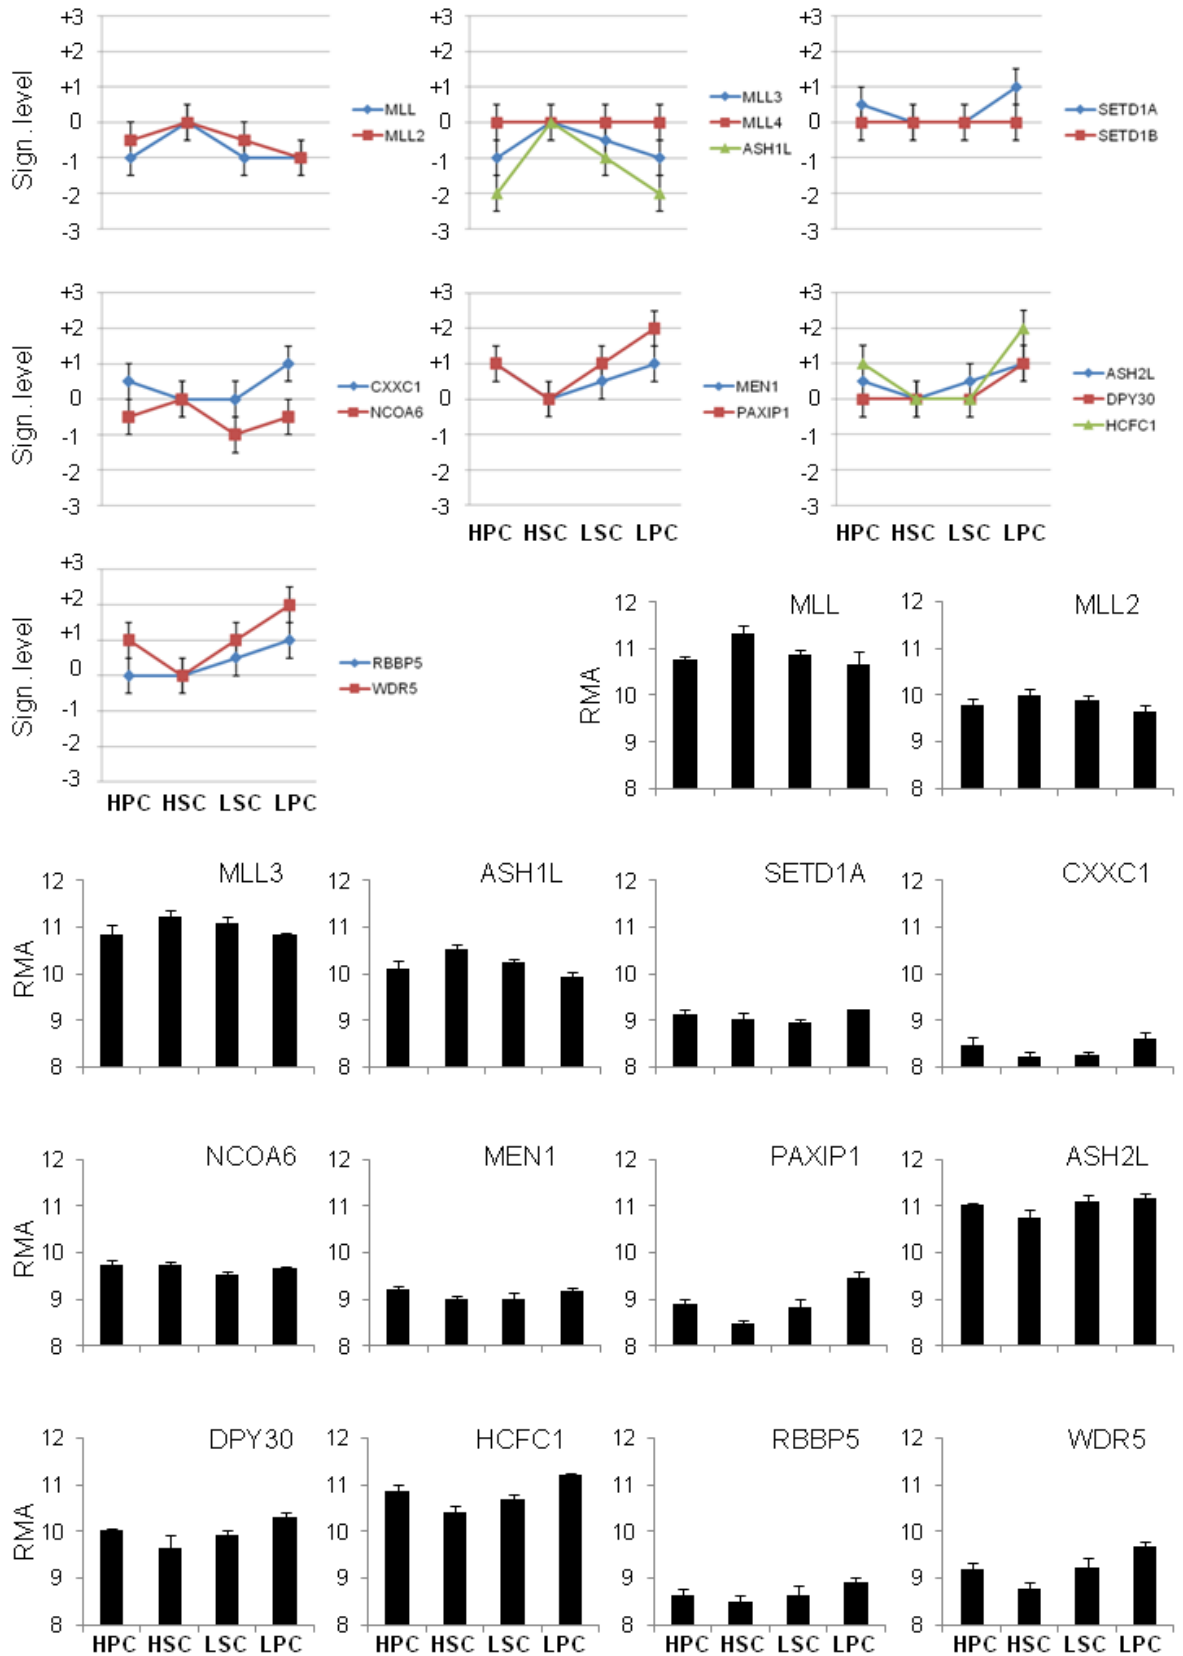 +3 +3 +3
+2 +2 +2
+1 +1 +1
0 0 0
-1 -1 -1
-2 -2 -2
-3 -3 -3
Sign.level
MLL
MLL2
MLL3
MLL4
ASH1L
SETD1A
SETD1B
+3 +3 +3
+2 +2 +2
+1 +1 +1
0 0 0
-1 -1 -1
-2 -2 -2
-3 -3 -3
Sign.level
CXXC1
NCOA6
MEN1
PAXIP1
ASH2L
DPY30
HCFC1
HPC HSC LSC LPC HPC HSC LSC LPC
+3
+2
+1
0
-1
-2
-3
Sign.level
RBBP5
WDR5
HPC HSC LSC LPC
MLL MLL2
12 12
11 11
10 10
9 9
8 8
RMA
MLL3 ASH1L SETD1A CXXC1
12 12 12 12
11 11 11 11
10 10 10 10
9 9 9 9
8 8 8 8
RMA
NCOA6 MEN1 PAXIP1 ASH2L
12 12 12 12
11 11 11 11
10 10 10 10
9 9 9 9
8 8 8 8
RMA
DPY30 HCFC1 RBBP5 WDR5
12 12 12 12
11 11 11 11
10 10 10 10
9 9 9 9
8 8 8 8
RMA
HPC HSC LSC LPC HPC HSC LSC LPC HPC HSC LSC LPC HPC HSC LSC LPC